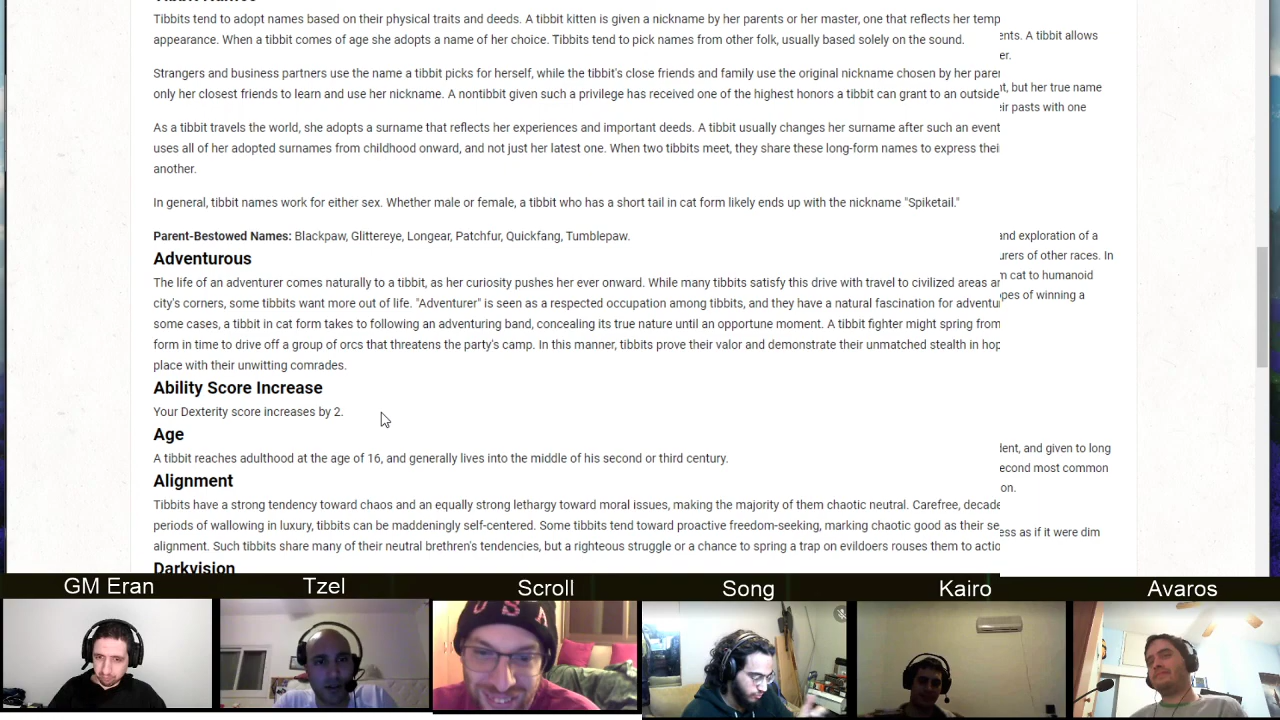 Tibbits tend to adopt names based on their physical traits and deeds. A tibbit kitten is given a nickname by her parents or her master, one that reflects her temp
appearance. When a tibbit comes of age she adopts a name of her choice. Tibbits tend to pick names from other folk, usually based solely on the sound.
Strangers and business partners use the name a tibbit picks for herself, while the tibbit's close friends and family use the original nickname chosen by her parer
only her closest friends to learn and use her nickname. A nontibbit given such a privilege has received one of the highest honors a tibbit can grant to an outside
As a tibbit travels the world, she adopts a surname that reflects her experiences and important deeds. A tibbit usually changes her surname after such an event
uses all of her adopted surnames from childhood onward, and not just her latest one. When two tibbits meet, they share these long-form names to express thei
another.
In general, tibbit names work for either sex. Whether male or female, a tibbit who has a short tail in cat form likely ends up with the nickname "Spiketail."
Parent-Bestowed Names: Blackpaw, Glittereye, Longear, Patchfur, Quickfang, Tumblepaw.
Adventurous
The life of an adventurer comes naturally to a tibbit, as her curiosity pushes her ever onward. While many tibbits satisfy this drive with travel to civilized areas ar
city's corners, some tibbits want more out of life. "Adventurer" is seen as a respected occupation among tibbits, and they have a natural fascination for adventu
some cases, a tibbit in cat form takes to following an adventuring band, concealing its true nature until an opportune moment. A tibbit fighter might spring from
form in time to drive off a group of orcs that threatens the party's camp. In this manner, tibbits prove their valor and demonstrate their unmatched stealth in hop
place with their unwitting comrades.
Ability Score Increase
Your Dexterity score increases by 2.
Age
A tibbit reaches adulthood at the age of 16, and generally lives into the middle of his second or third century.
Alignment
Tibbits have a strong tendency toward chaos and an equally strong lethargy toward moral issues, making the majority of them chaotic neutral. Carefree, decade
periods of wallowing in luxury, tibbits can be maddeningly self-centered. Some tibbits tend toward proactive freedom-seeking, marking chaotic good as their se
alignment. Such tibbits share many of their neutral brethren's tendencies, but a righteous struggle or a chance to spring a trap on evildoers rouses them to actio
Darkvision
ents. A tibbit allows
er.
nt, but her true name
eir pasts with one
and exploration of a
urers of other races. In
m cat to humanoid
opes of winning a
dent, and given to long
econd most common
on.
ess as if it were dim
GM Eran
Tzel
Scroll
Song
Kairo
Avaros
USA